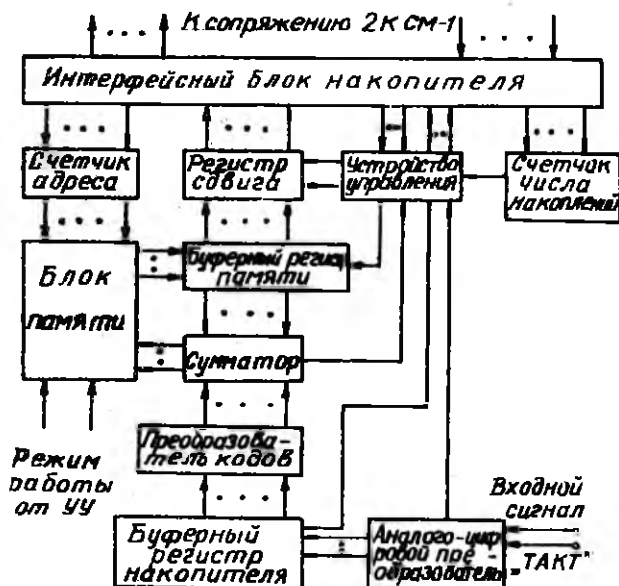 К сопряжению 2К СМ-1
Интерфейсный блок накопителя
Счетчик
адреса
Регистр
сдвига
Устройство
управления
Счетчик
числа
накоплений
Блок
памяти
Буферный регистр
памяти
Сумматор
Преобразова-
тель кодов
Режим
работы
от УУ
Буферный
регистр
накопителя
Аналого-циф
ровой пре-
образователь
Входной
сигнал
"ТАКТ"